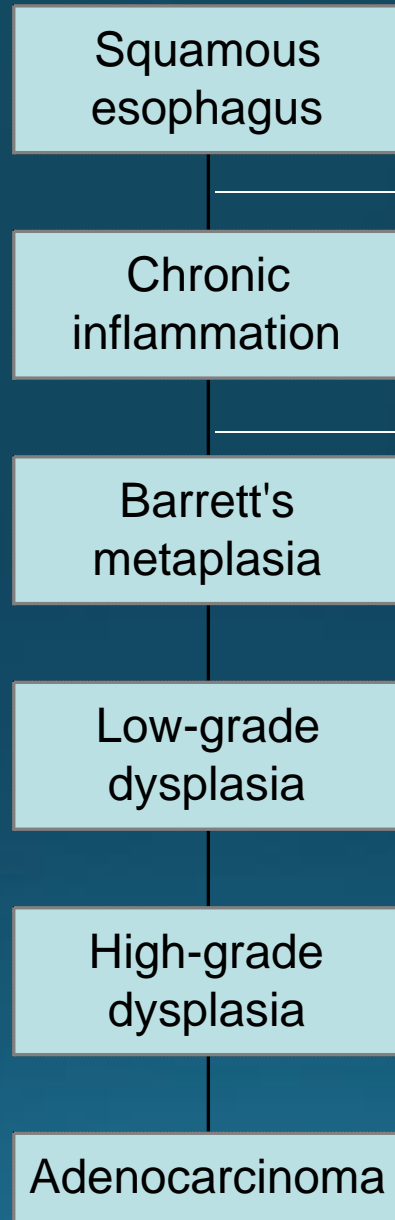 Squamous
esophagus
Chronic
inflammation
Barrett's
metaplasia
Low-grade
dysplasia
High-grade
dysplasia
Adenocarcinoma